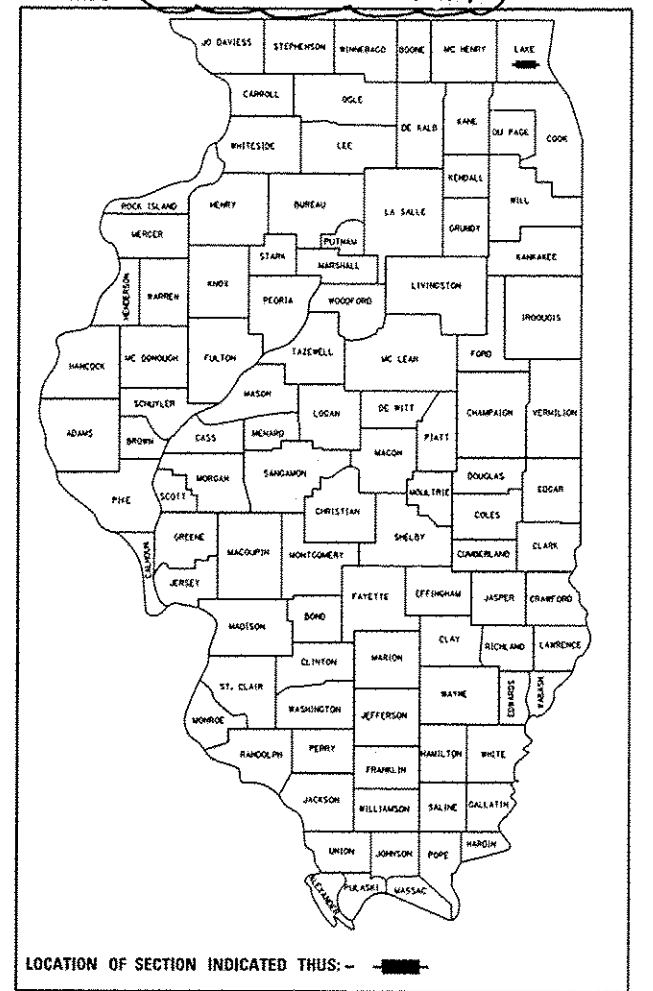 JO DAVIESS STEPHENSON WINNEBAGO BOONE MC HENRY LAKE
CARROLL OGLE
DE KALB KANE DU PAGE COOK
WHITESIDE LEE
KENDALL
ROCK ISLAND HENRY BUREAU LA SALLE WILL
MERCER GRUNDY
PUTNAM
STARK MARSHALL KANKAKEE
HENDERSON WARREN KNOX
PEORIA WOODFORD LIVINGSTON
IROQUOIS
HANCOCK MC DONOUGH FULTON TAZEWELL MC LEAN FORD
MASON
SCHUYLER LOGAN DE WITT CHAMPAIGN VERMILION
ADAMS BROWN CASS MENARD PIATT
MACON
PIKE SCOTT MORGAN SANGAMON MOULTRIE DOUGLAS EDGAR
CHRISTIAN COLES
CALHOUN GREENE MACOUPIN MONTGOMERY SHELBY CUMBERLAND CLARK
JERSEY FAYETTE EFFINGHAM JASPER CRAWFORD
MADISON BOND
CLAY RICHLAND LAWRENCE
CLINTON MARION
ST. CLAIR WAYNE EDWARDS WABASH
MONROE WASHINGTON JEFFERSON
RANDOLPH PERRY HAMILTON WHITE
FRANKLIN
JACKSON WILLIAMSON SALINE GALLATIN
UNION JOHNSON POPE HARDIN
ALEXANDER PULASKI MASSAC
LOCATION OF SECTION INDICATED THUS: -